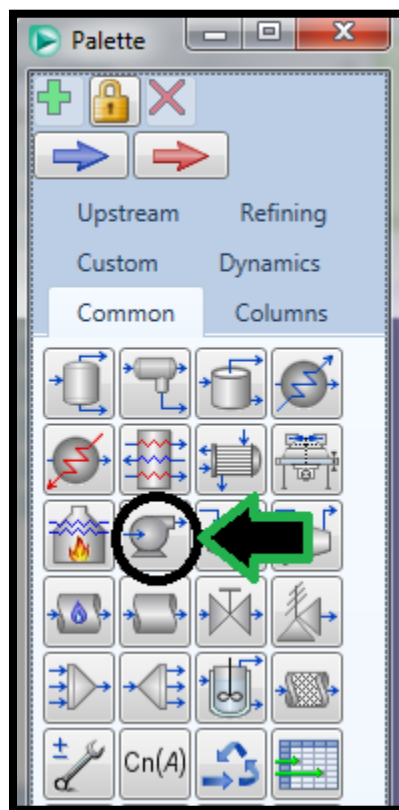 Palette
Upstream Refining
Custom Dynamics
Common Columns
Cn(A)